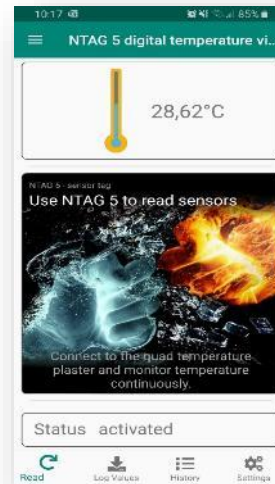 10:17
85%
NTAG 5 digital temperature vi...
28,62°C
NTAG 5 - sensor tag
Use NTAG 5 to read sensors
Connect to the quad temperature
plaster and monitor temperature
continuously.
Status activated
Read Log Values History Settings